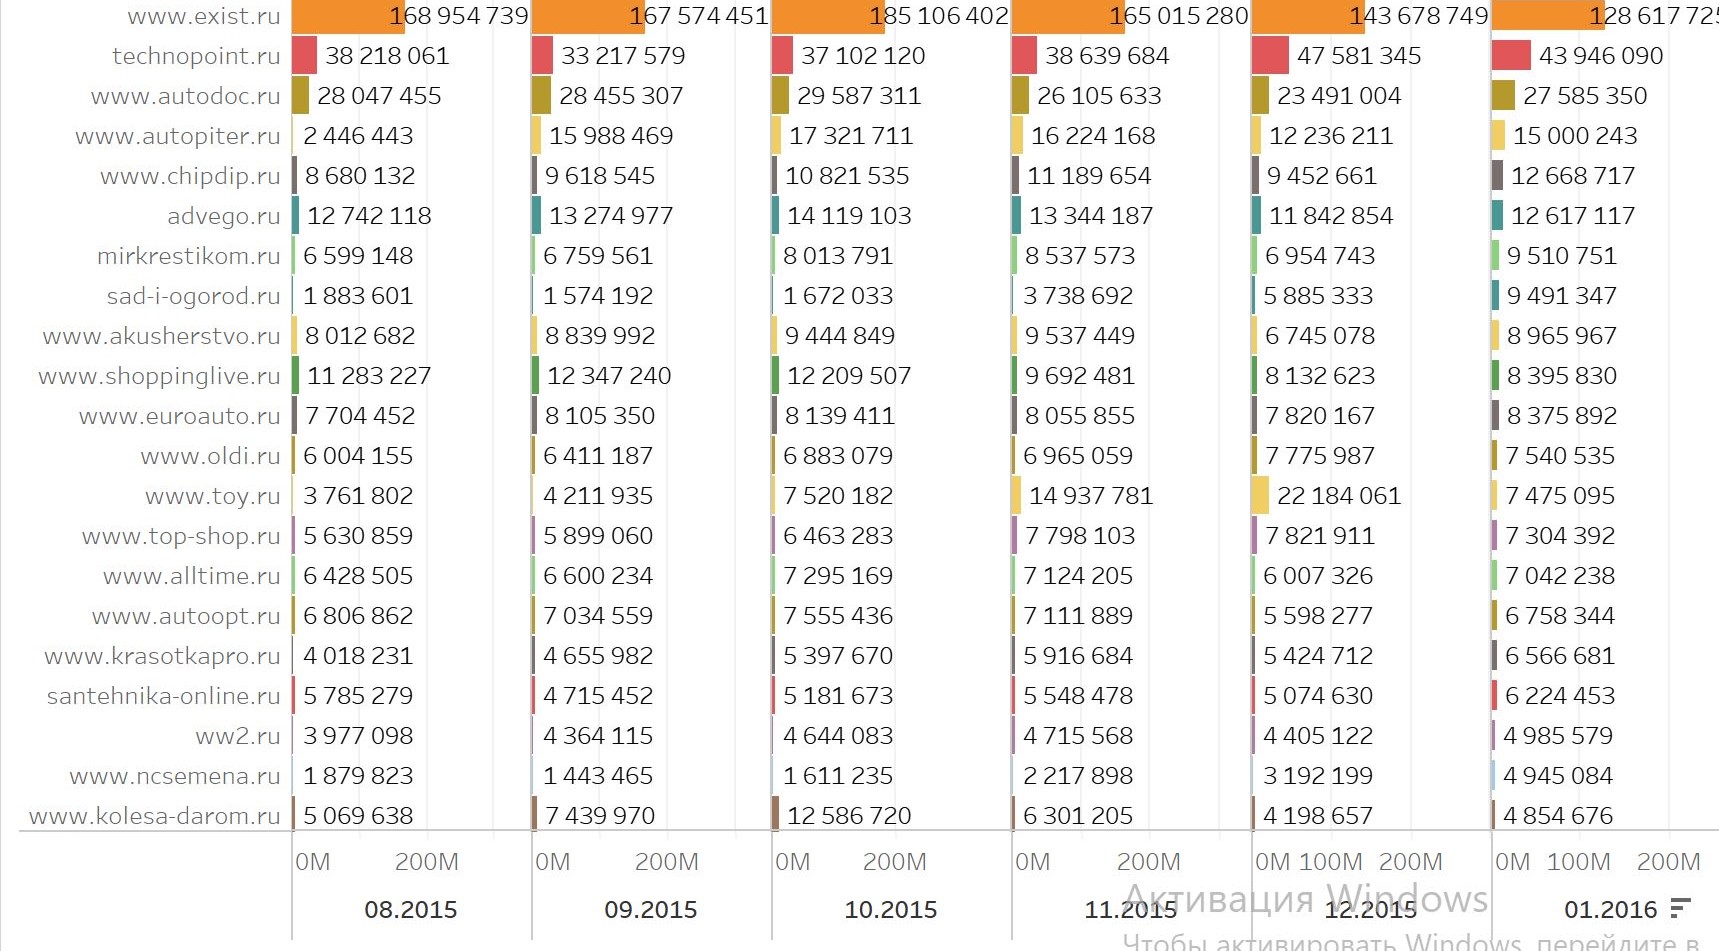 www.exist.ru 168 954 739 167 574 451 185 106 402 165 015 280 143 678 749 128 617 725
technopoint.ru 38 218 061 33 217 579 37 102 120 38 639 684 47 581 345 43 946 090
www.autodoc.ru 28 047 455 28 455 307 29 587 311 26 105 633 23 491 004 27 585 350
www.autopiter.ru 2 446 443 15 988 469 17 321 711 16 224 168 12 236 211 15 000 243
www.chipdip.ru 8 680 132 9 618 545 10 821 535 11 189 654 9 452 661 12 668 717
advego.ru 12 742 118 13 274 977 14 119 103 13 344 187 11 842 854 12 617 117
mirkrestikom.ru 6 599 148 6 759 561 8 013 791 8 537 573 6 954 743 9 510 751
sad-i-ogorod.ru 1 883 601 1 574 192 1 672 033 3 738 692 5 885 333 9 491 347
www.akusherstvo.ru 8 012 682 8 839 992 9 444 849 9 537 449 6 745 078 8 965 967
www.shoppinglive.ru 11 283 227 12 347 240 12 209 507 9 692 481 8 132 623 8 395 830
www.euroauto.ru 7 704 452 8 105 350 8 139 411 8 055 855 7 820 167 8 375 892
www.oldi.ru 6 004 155 6 411 187 6 883 079 6 965 059 7 775 987 7 540 535
www.toy.ru 3 761 802 4 211 935 7 520 182 14 937 781 22 184 061 7 475 095
www.top-shop.ru 5 630 859 5 899 060 6 463 283 7 798 103 7 821 911 7 304 392
www.alltime.ru 6 428 505 6 600 234 7 295 169 7 124 205 6 007 326 7 042 238
www.autoopt.ru 6 806 862 7 034 559 7 555 436 7 111 889 5 598 277 6 758 344
www.krasotkapro.ru 4 018 231 4 655 982 5 397 670 5 916 684 5 424 712 6 566 681
santehnika-online.ru 5 785 279 4 715 452 5 181 673 5 548 478 5 074 630 6 224 453
ww2.ru 3 977 098 4 364 115 4 644 083 4 715 568 4 405 122 4 985 579
www.ncsemena.ru 1 879 823 1 443 465 1 611 235 2 217 898 3 192 199 4 945 084
www.kolesa-darom.ru 5 069 638 7 439 970 12 586 720 6 301 205 4 198 657 4 854 676
0M 200M 0M 200M 0M 200M 0M 200M 0M 100M 200M 0M 100M 200M
Активация Windows
08.2015 09.2015 10.2015 11.2015 12.2015 01.2016
Чтобы активировать Windows, перейдите в